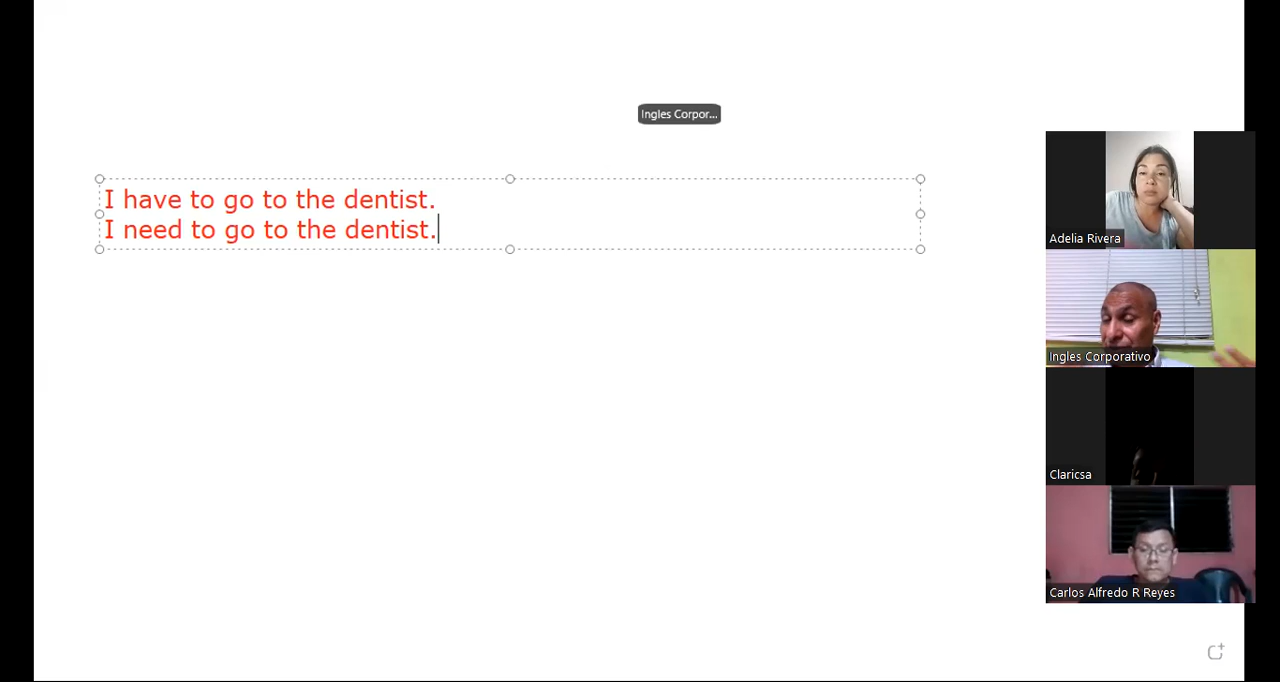 Ingles Corpor...
I have to go to the dentist.
I need to go to the dentist.
Adelia Rivera
Ingles Corporativo
Claricsa
Carlos Alfredo R Reyes